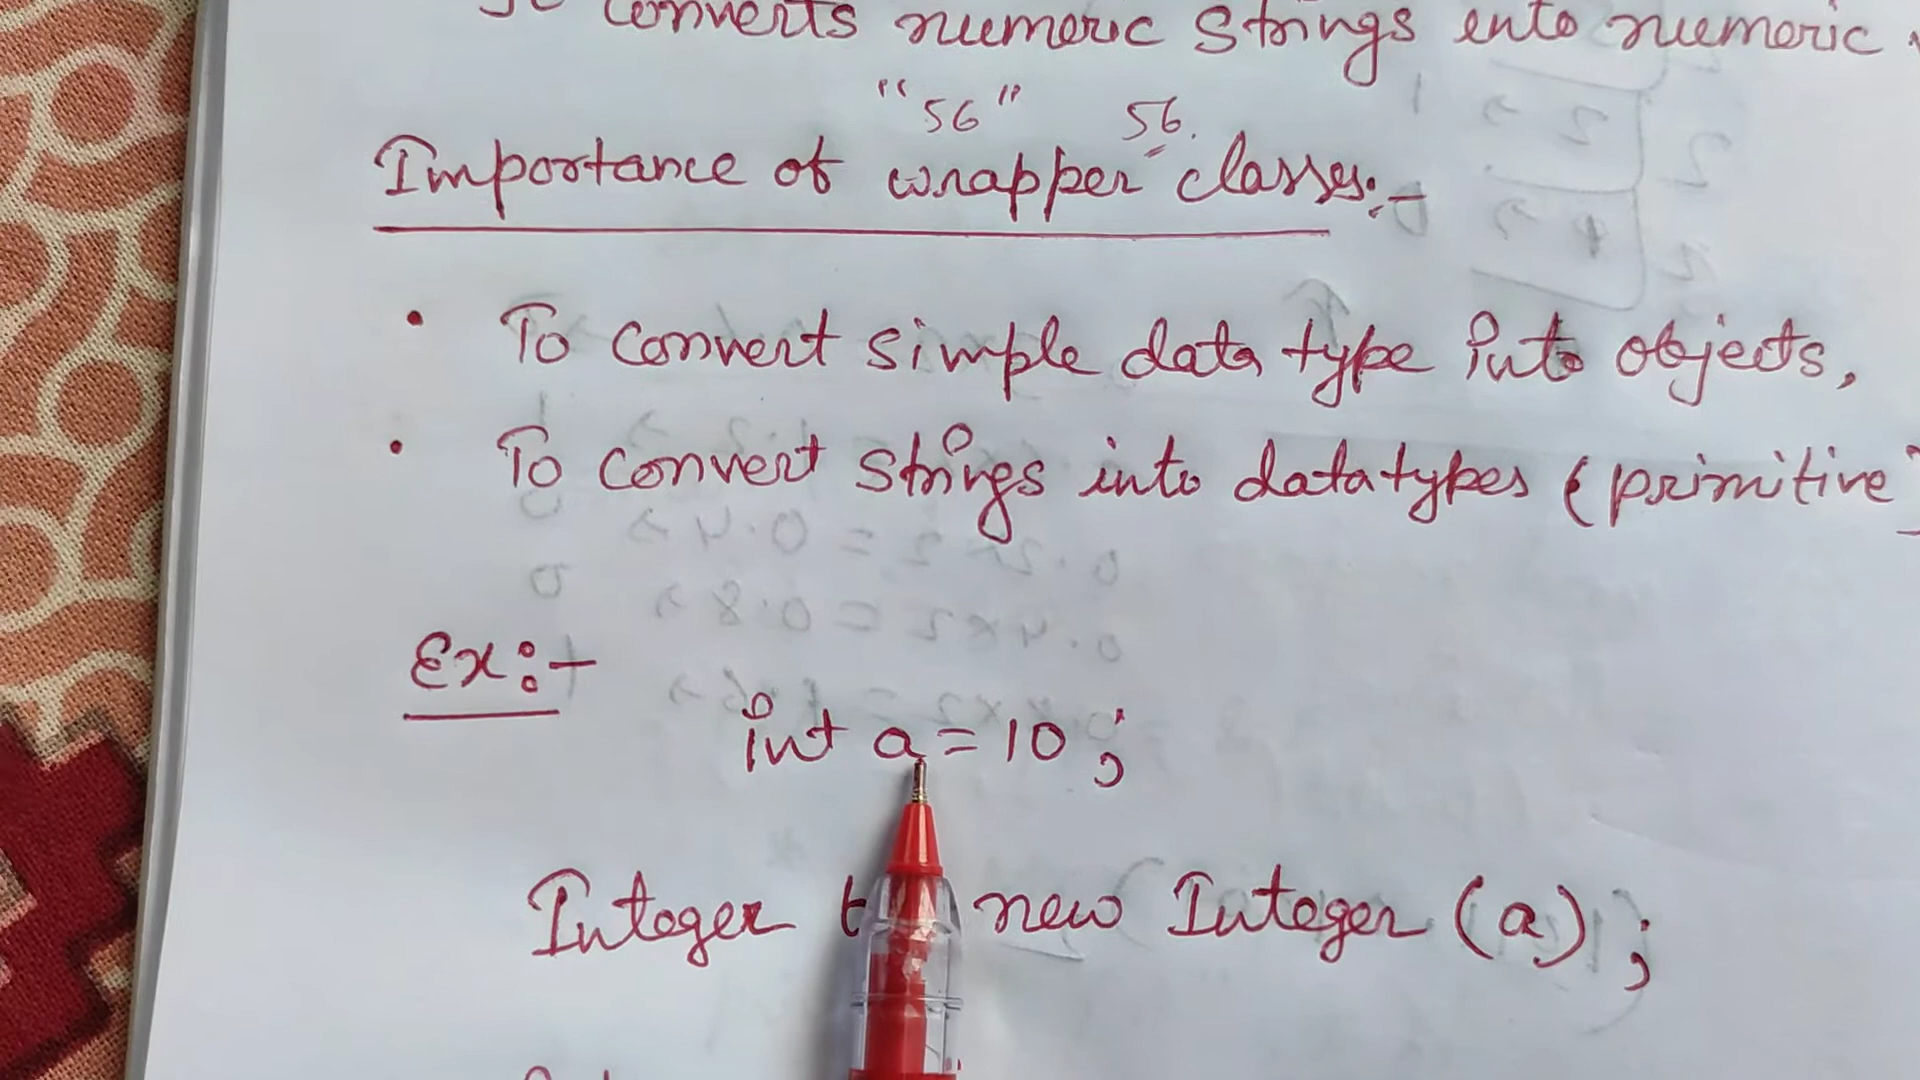 It converts numeric strings into numeric
"56" 56.
Importance of wrapper classes:-
• To convert simple data type into objects,
• To convert strings into datatypes (primitive)
Ex:-
int a = 10;
Integer new Integer (a);